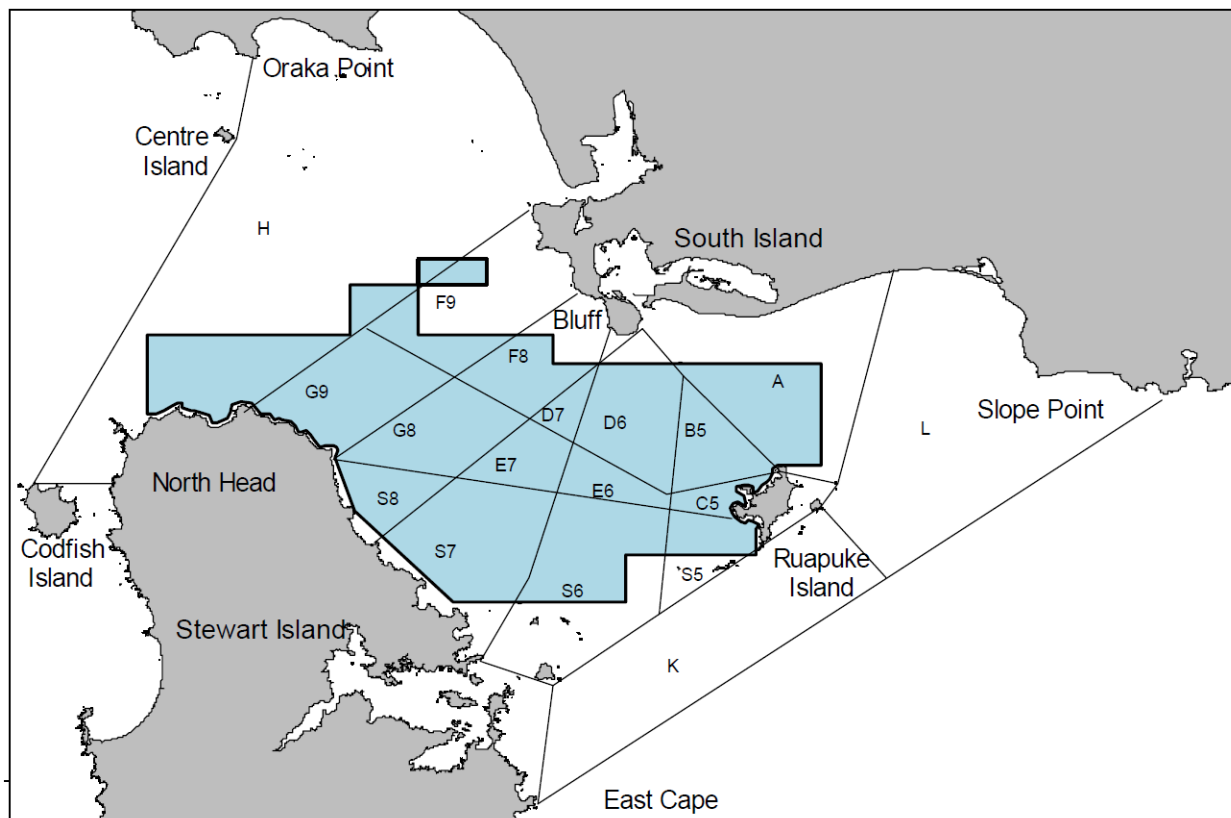 Oraka Point
Centre
Island
H
South Island
F9
Bluff
F8
A
G9
Slope Point
D7
D6
B5
G8
L
E7
North Head
E6
S8
C5
Codfish
Island
S7
S5
Ruapuke
Island
S6
Stewart Island
K
East Cape